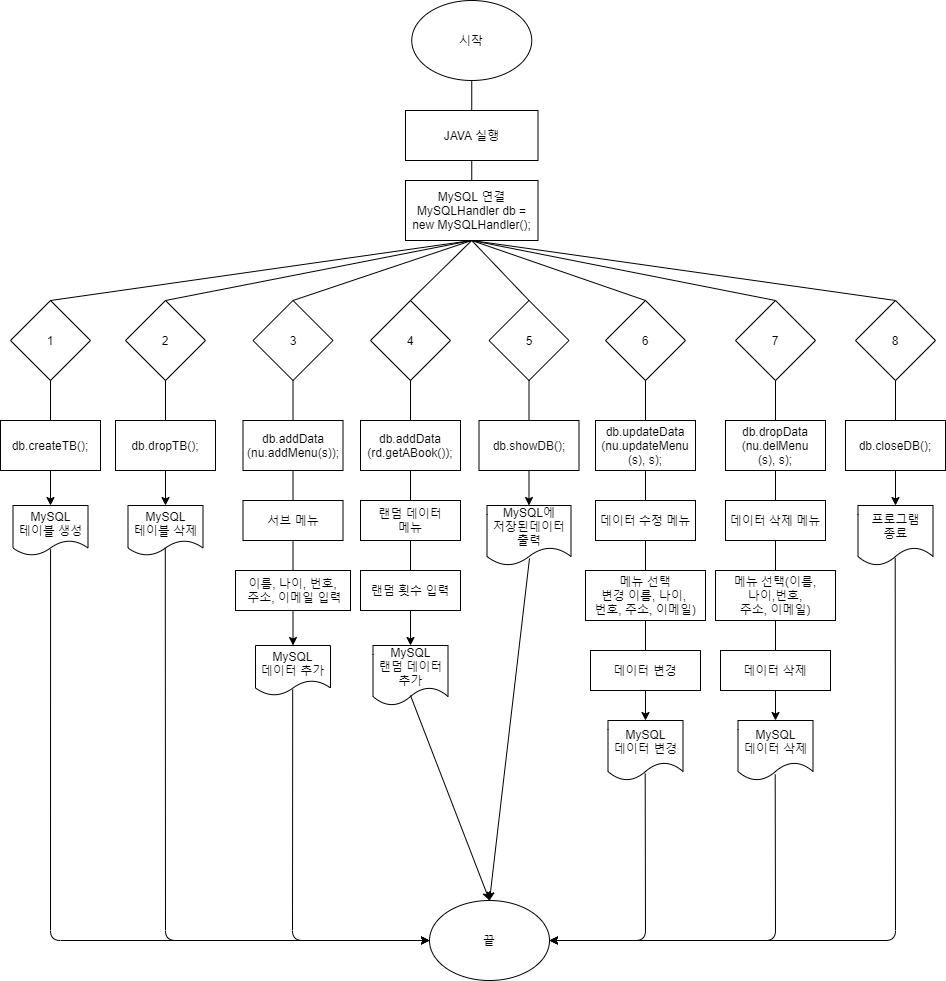 시작
JAVA 실행
MySQL 연결
MySQLHandler db =
new MySQLHandler();
1
2
3
4
5
6
7
8
db.createTB();
db.dropTB();
db.addData
(nu.addMenu(s));
db.addData
(rd.getABook());
db.showDB();
db.updateData
(nu.updateMenu
(s), s);
db.dropData
(nu.delMenu
(s), s);
db.closeDB();
MySQL
테이블 생성
MySQL
테이블 삭제
서브 메뉴
랜덤 데이터
메뉴
MySQL에
저장된데이터
출력
데이터 수정 메뉴
데이터 삭제 메뉴
프로그램
종료
이름, 나이, 번호,
주소, 이메일 입력
랜덤 횟수 입력
메뉴 선택
변경 이름, 나이,
번호, 주소, 이메일)
메뉴 선택(이름,
나이,번호,
주소, 이메일)
MySQL
데이터 추가
MySQL
랜덤 데이터
추가
데이터 변경
데이터 삭제
MySQL
데이터 변경
MySQL
데이터 삭제
끝